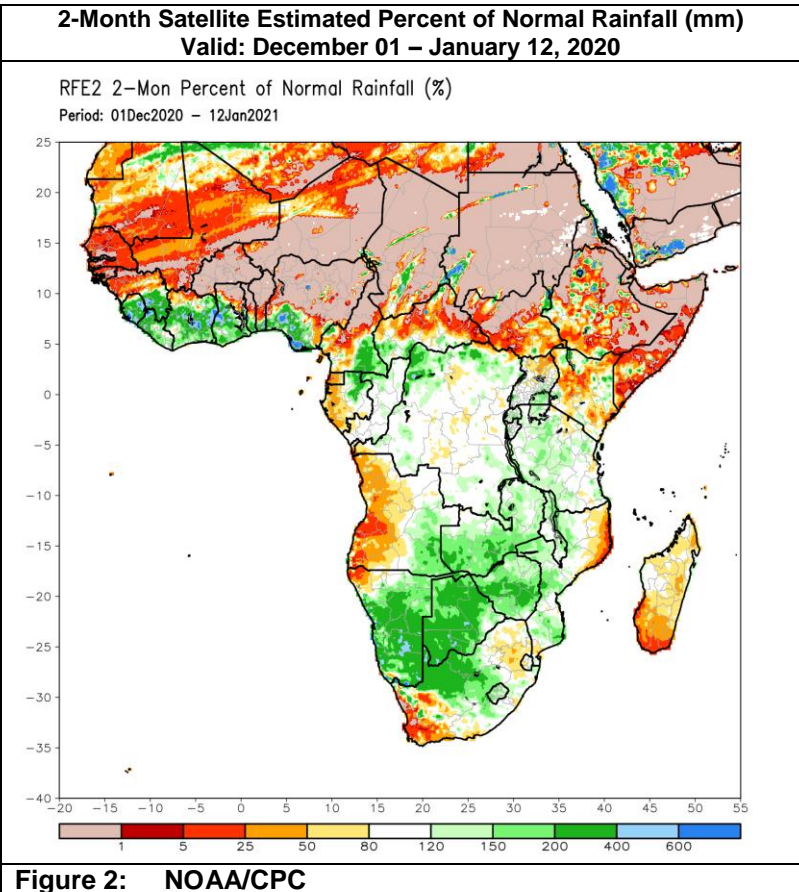 2-Month Satellite Estimated Percent of Normal Rainfall (mm)
Valid: December 01 – January 12, 2020
RFE2 2-Mon Percent of Normal Rainfall (%)
Period: 01Dec2020 - 12Jan2021
25
20
15
10
5
0
-5
-10
-15
-20
-25
-30
-35
-40
-20 -15 -10 -5 0 5 10 15 20 25 30 35 40 45 50 55
1 5 25 50 80 120 150 200 400 600
Figure 2: NOAA/CPC